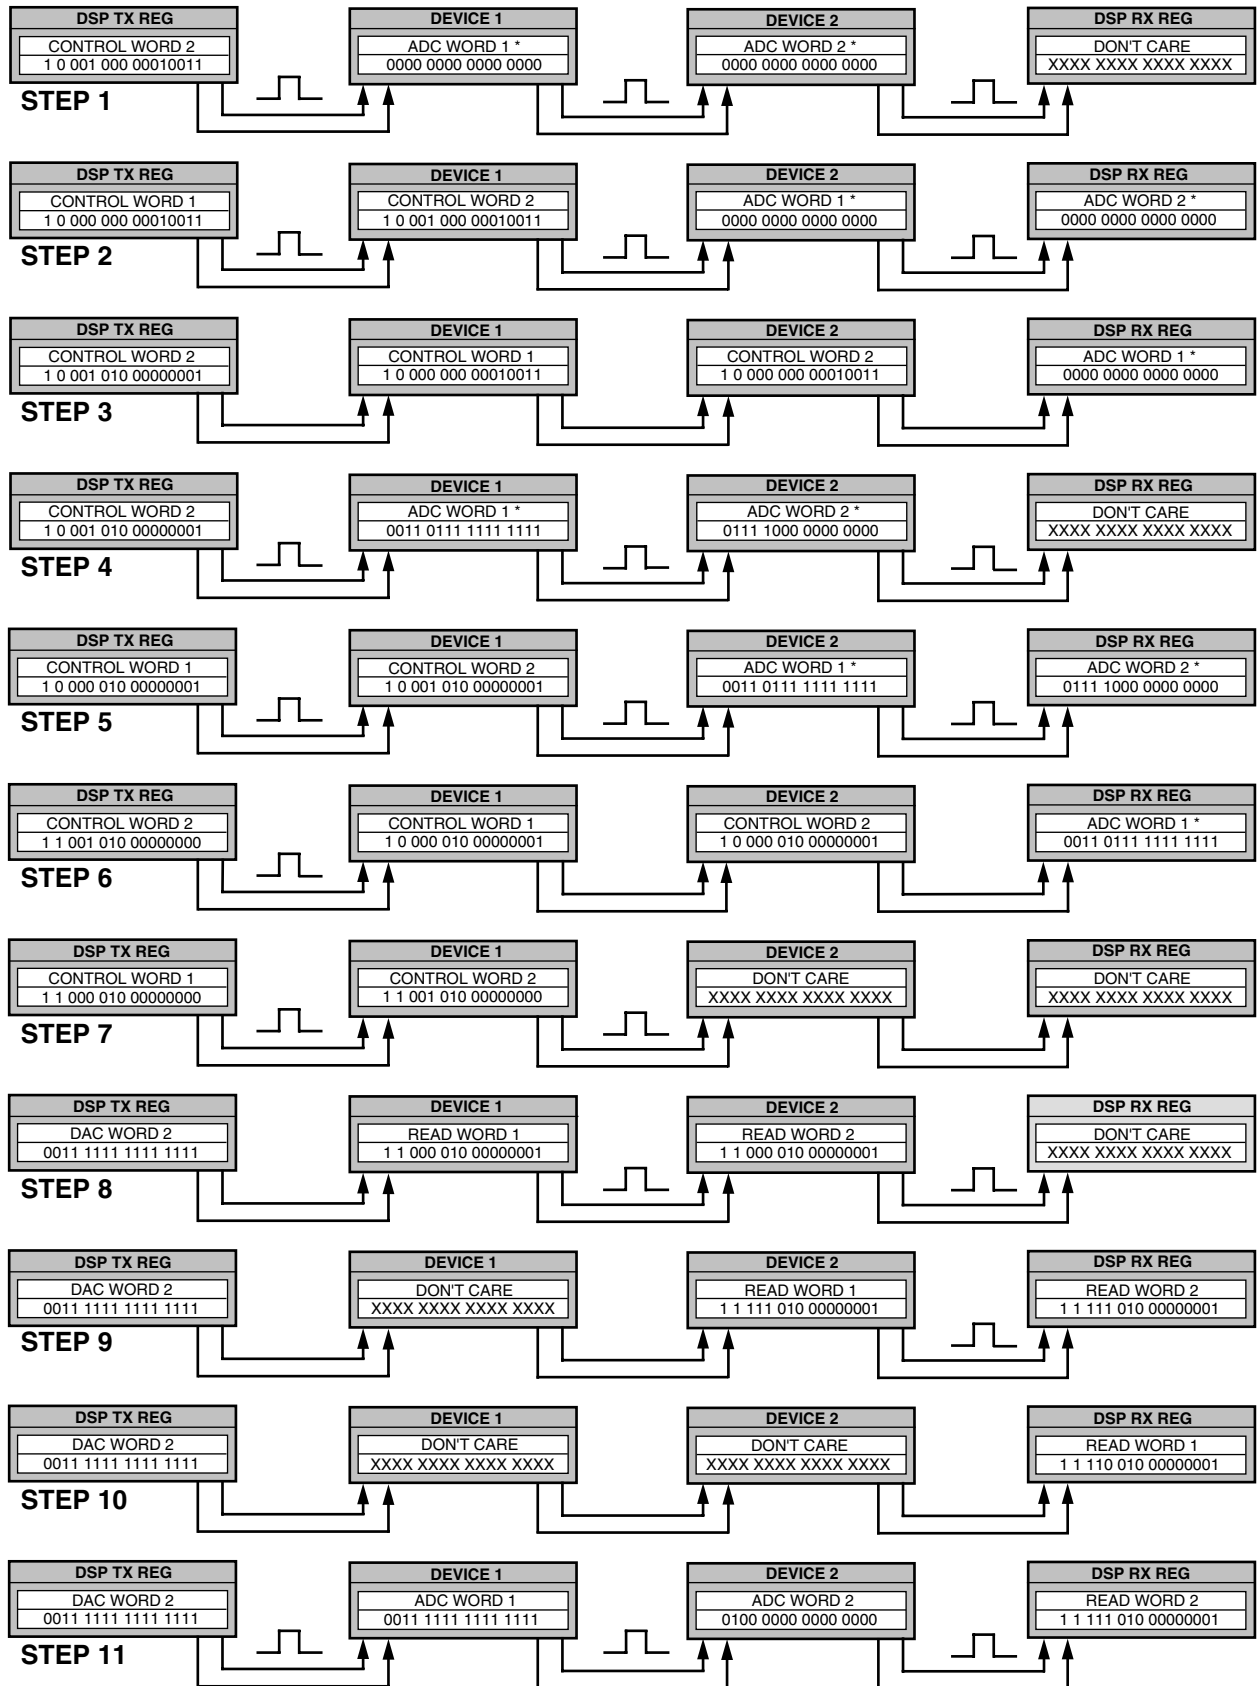 DSP TX REG
CONTROL WORD 2
1 0 001 000 00010011
DEVICE 1
ADC WORD 1 *
0000 0000 0000 0000
DEVICE 2
ADC WORD 2 *
0000 0000 0000 0000
DSP RX REG
DON'T CARE
XXXX XXXX XXXX XXXX
STEP 1
DSP TX REG
CONTROL WORD 1
1 0 000 000 00010011
DEVICE 1
CONTROL WORD 2
1 0 001 000 00010011
DEVICE 2
ADC WORD 1 *
0000 0000 0000 0000
DSP RX REG
ADC WORD 2 *
0000 0000 0000 0000
STEP 2
DSP TX REG
CONTROL WORD 2
1 0 001 010 00000001
DEVICE 1
CONTROL WORD 1
1 0 000 000 00010011
DEVICE 2
CONTROL WORD 2
1 0 000 000 00010011
DSP RX REG
ADC WORD 1 *
0000 0000 0000 0000
STEP 3
DSP TX REG
CONTROL WORD 2
1 0 001 010 00000001
DEVICE 1
ADC WORD 1 *
0011 0111 1111 1111
DEVICE 2
ADC WORD 2 *
0111 1000 0000 0000
DSP RX REG
DON'T CARE
XXXX XXXX XXXX XXXX
STEP 4
DSP TX REG
CONTROL WORD 1
1 0 000 010 00000001
DEVICE 1
CONTROL WORD 2
1 0 001 010 00000001
DEVICE 2
ADC WORD 1 *
0011 0111 1111 1111
DSP RX REG
ADC WORD 2 *
0111 1000 0000 0000
STEP 5
DSP TX REG
CONTROL WORD 2
1 1 001 010 00000000
DEVICE 1
CONTROL WORD 1
1 0 000 010 00000001
DEVICE 2
CONTROL WORD 2
1 0 000 010 00000001
DSP RX REG
ADC WORD 1 *
0011 0111 1111 1111
STEP 6
DSP TX REG
CONTROL WORD 1
1 1 000 010 00000000
DEVICE 1
CONTROL WORD 2
1 1 001 010 00000000
DEVICE 2
DON'T CARE
XXXX XXXX XXXX XXXX
DSP RX REG
DON'T CARE
XXXX XXXX XXXX XXXX
STEP 7
DSP TX REG
DAC WORD 2
0011 1111 1111 1111
DEVICE 1
READ WORD 1
1 1 000 010 00000001
DEVICE 2
READ WORD 2
1 1 000 010 00000001
DSP RX REG
DON'T CARE
XXXX XXXX XXXX XXXX
STEP 8
DSP TX REG
DAC WORD 2
0011 1111 1111 1111
DEVICE 1
DON'T CARE
XXXX XXXX XXXX XXXX
DEVICE 2
READ WORD 1
1 1 111 010 00000001
DSP RX REG
READ WORD 2
1 1 111 010 00000001
STEP 9
DSP TX REG
DAC WORD 2
0011 1111 1111 1111
DEVICE 1
DON'T CARE
XXXX XXXX XXXX XXXX
DEVICE 2
DON'T CARE
XXXX XXXX XXXX XXXX
DSP RX REG
READ WORD 1
1 1 110 010 00000001
STEP 10
DSP TX REG
DAC WORD 2
0011 1111 1111 1111
DEVICE 1
ADC WORD 1
0011 1111 1111 1111
DEVICE 2
ADC WORD 2
0100 0000 0000 0000
DSP RX REG
READ WORD 2
1 1 111 010 00000001
STEP 11